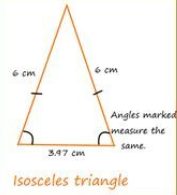 6 cm
6 cm
Angles marked
measure the
same.
3.97 cm
Isosceles triangle